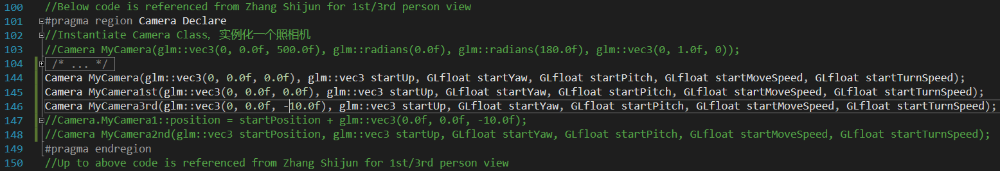 100 //Below code is referenced from Zhang Shijun for 1st/3rd person view
101 #pragma region Camera Declare
102 //Instantiate Camera Class, 实例化一个照相机
103 //Camera MyCamera(glm::vec3(0, 0.0f, 500.0f), glm::radians(0.0f), glm::radians(180.0f), glm::vec3(0, 1.0f, 0));
104 /* ... */
144 Camera MyCamera(glm::vec3(0, 0.0f, 0.0f), glm::vec3 startUp, GLfloat startYaw, GLfloat startPitch, GLfloat startMoveSpeed, GLfloat startTurnSpeed);
145 Camera MyCamera1st(glm::vec3(0, 0.0f, 0.0f), glm::vec3 startUp, GLfloat startYaw, GLfloat startPitch, GLfloat startMoveSpeed, GLfloat startTurnSpeed);
146 Camera MyCamera3rd(glm::vec3(0, 0.0f, -10.0f), glm::vec3 startUp, GLfloat startYaw, GLfloat startPitch, GLfloat startMoveSpeed, GLfloat startTurnSpeed);
147 //Camera.MyCamera1::position = startPosition + glm::vec3(0.0f, 0.0f, -10.0f);
148 //Camera MyCamera2nd(glm::vec3 startPosition, glm::vec3 startUp, GLfloat startYaw, GLfloat startPitch, GLfloat startMoveSpeed, GLfloat startTurnSpeed);
149 #pragma endregion
150 //Up to above code is referenced from Zhang Shijun for 1st/3rd person view